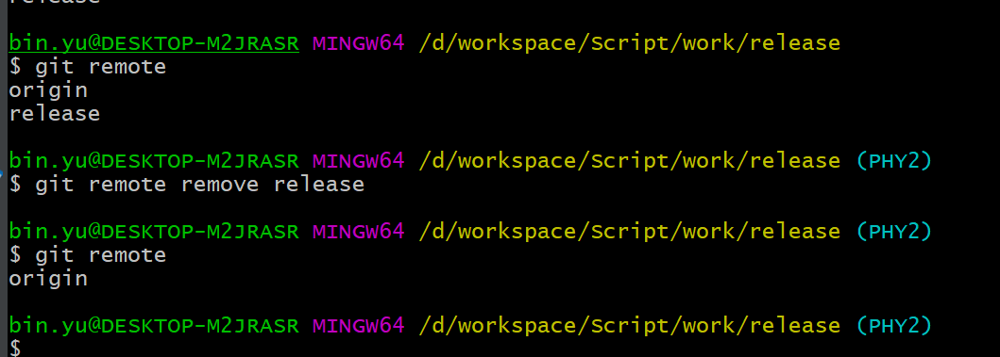 release
bin.yu@DESKTOP-M2JRASR MINGW64 /d/workspace/Script/work/release
$ git remote
origin
release
bin.yu@DESKTOP-M2JRASR MINGW64 /d/workspace/Script/work/release (PHY2)
$ git remote remove release
bin.yu@DESKTOP-M2JRASR MINGW64 /d/workspace/Script/work/release (PHY2)
$ git remote
origin
bin.yu@DESKTOP-M2JRASR MINGW64 /d/workspace/Script/work/release (PHY2)
$